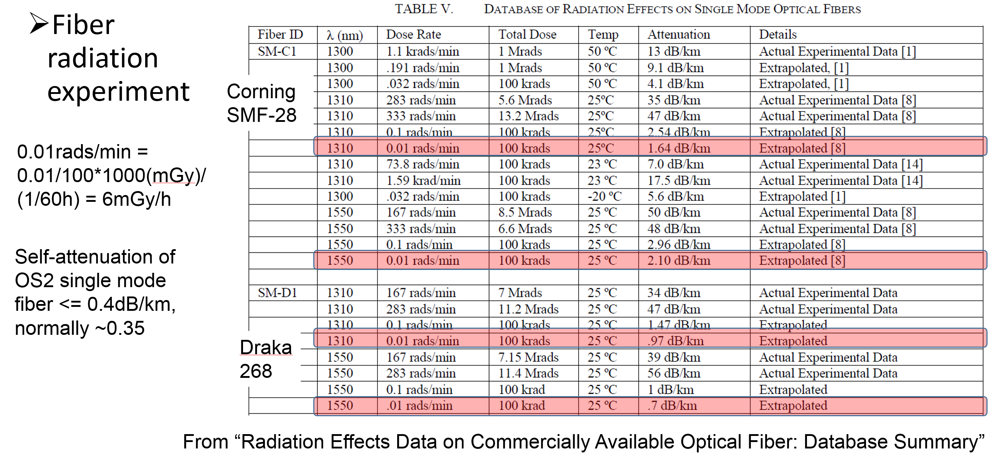 ➢Fiber
radiation
experiment
0.01rads/min =
0.01/100*1000(mGy)/
(1/60h) = 6mGy/h
Self-attenuation of
OS2 single mode
fiber <= 0.4dB/km,
normally ~0.35
TABLE V. DATABASE OF RADIATION EFFECTS ON SINGLE MODE OPTICAL FIBERS
Fiber ID λ (nm) Dose Rate Total Dose Temp Attenuation Details
SM-C1 1300 1.1 krads/min 1 Mrads 50 ºC 13 dB/km Actual Experimental Data [1]
1300 .191 rads/min 1 Mrads 50 ºC 9.1 dB/km Extrapolated, [1]
1300 .032 rads/min 100 krads 50 ºC 4.1 dB/km Extrapolated, [1]
Corning
SMF-28
1310 283 rads/min 5.6 Mrads 25ºC 35 dB/km Actual Experimental Data [8]
1310 333 rads/min 13.2 Mrads 25ºC 47 dB/km Actual Experimental Data [8]
1310 0.1 rads/min 100 krads 25ºC 2.54 dB/km Extrapolated [8]
1310 0.01 rads/min 100 krads 25ºC 1.64 dB/km Extrapolated [8]
1310 73.8 rads/min 100 krads 23 ºC 7.0 dB/km Actual Experimental Data [14]
1310 1.59 krad/min 100 krads 23 ºC 17.5 dB/km Actual Experimental Data [14]
1300 .032 rads/min 100 krads -20 ºC 5.6 dB/km Extrapolated [1]
1550 167 rads/min 8.5 Mrads 25 ºC 50 dB/km Actual Experimental Data [8]
1550 333 rads/min 6.6 Mrads 25 ºC 48 dB/km Actual Experimental Data [8]
1550 0.1 rads/min 100 krads 25 ºC 2.96 dB/km Extrapolated [8]
1550 0.01 rads/min 100 krads 25 ºC 2.10 dB/km Extrapolated [8]
SM-D1 1310 167 rads/min 7 Mrads 25 ºC 34 dB/km Actual Experimental Data
1310 283 rads/min 11.2 Mrads 25 ºC 47 dB/km Actual Experimental Data
1310 0.1 rads/min 100 krads 25 ºC 1.47 dB/km Extrapolated
1310 0.01 rads/min 100 krads 25 ºC .97 dB/km Extrapolated
Draka
268
1550 167 rads/min 7.15 Mrads 25 ºC 39 dB/km Actual Experimental Data
1550 283 rads/min 11.4 Mrads 25 ºC 56 dB/km Actual Experimental Data
1550 0.1 rads/min 100 krad 25 ºC 1 dB/km Extrapolated
1550 .01 rads/min 100 krad 25 ºC .7 dB/km Extrapolated
From “Radiation Effects Data on Commercially Available Optical Fiber: Database Summary”